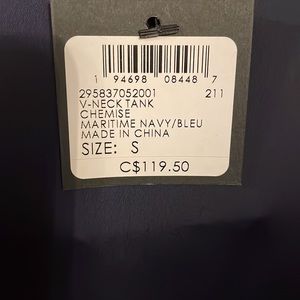 1 94698 08448 7
295837052001 211
V-NECK TANK
CHEMISE
MARITIME NAVY/BLEU
MADE IN CHINA
SIZE: S
C$119.50